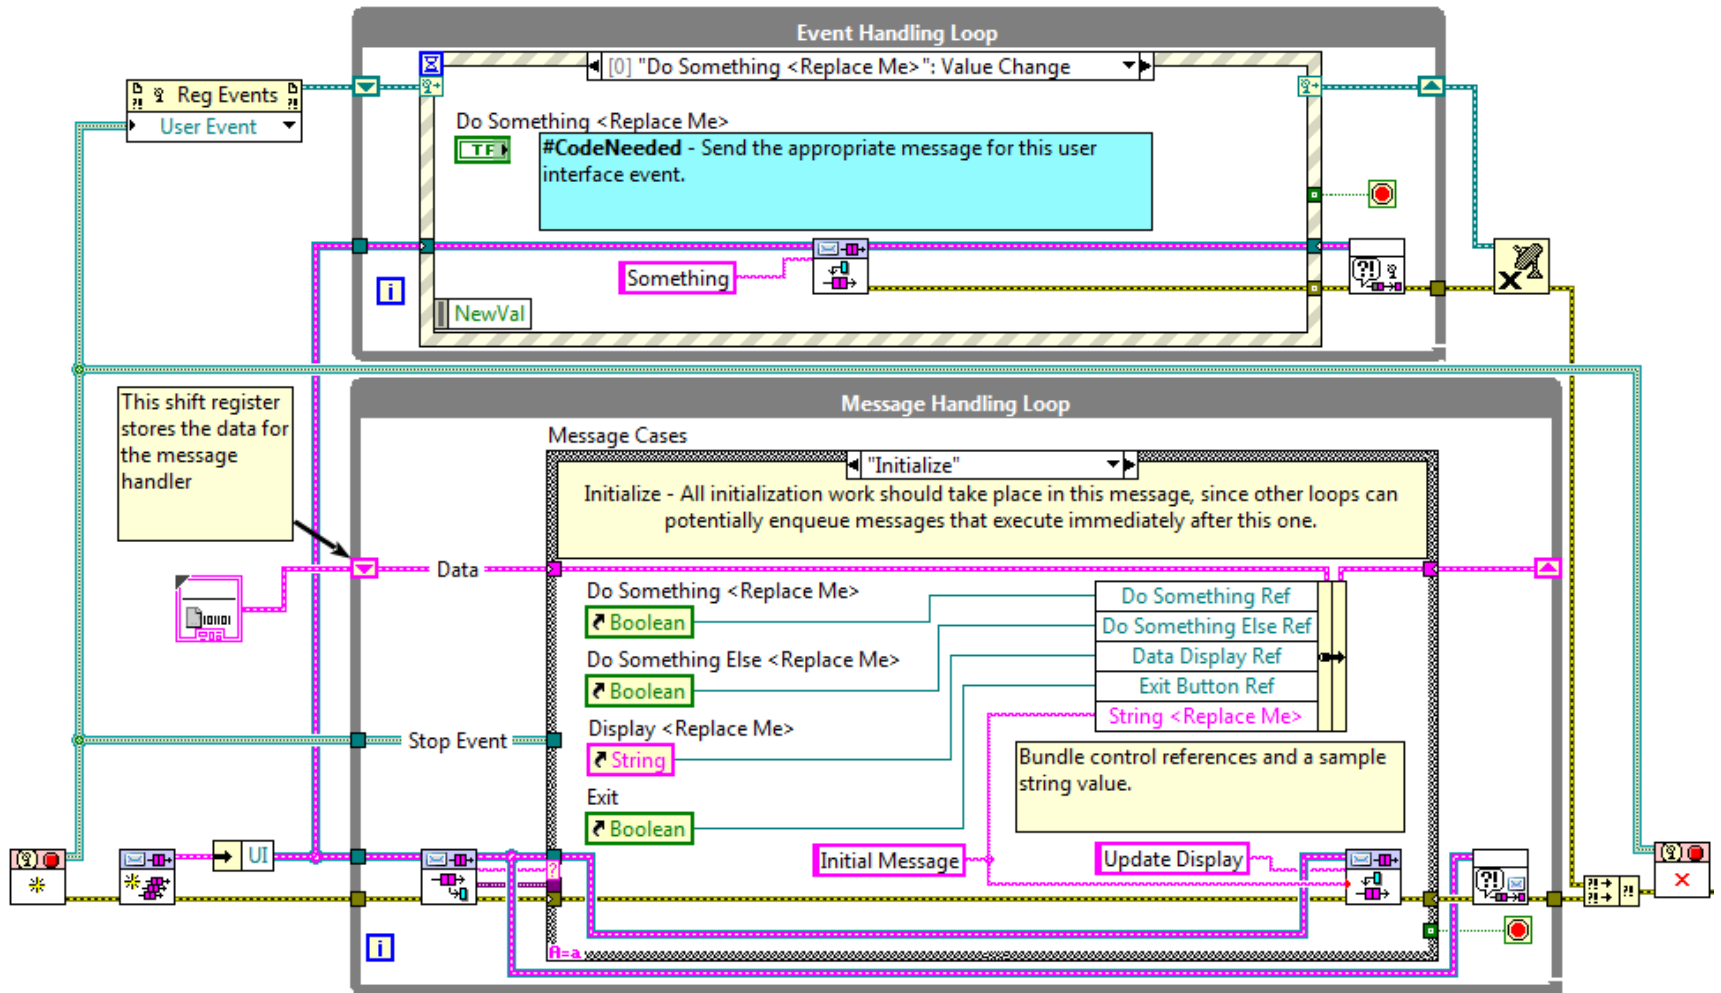 Event Handling Loop
[0] "Do Something <Replace Me>": Value Change
Reg Events
User Event
Do Something <Replace Me>
TF
#CodeNeeded - Send the appropriate message for this user
interface event.
Something
i
NewVal
This shift register
stores the data for
the message
handler
Message Handling Loop
Message Cases
"Initialize"
Initialize - All initialization work should take place in this message, since other loops can
potentially enqueue messages that execute immediately after this one.
Data
Do Something <Replace Me>
Boolean
Do Something Else <Replace Me>
Boolean
Display <Replace Me>
String
Exit
Boolean
Do Something Ref
Do Something Else Ref
Data Display Ref
Exit Button Ref
String <Replace Me>
Stop Event
Bundle control references and a sample
string value.
UI
Initial Message
Update Display
?
i
A=a